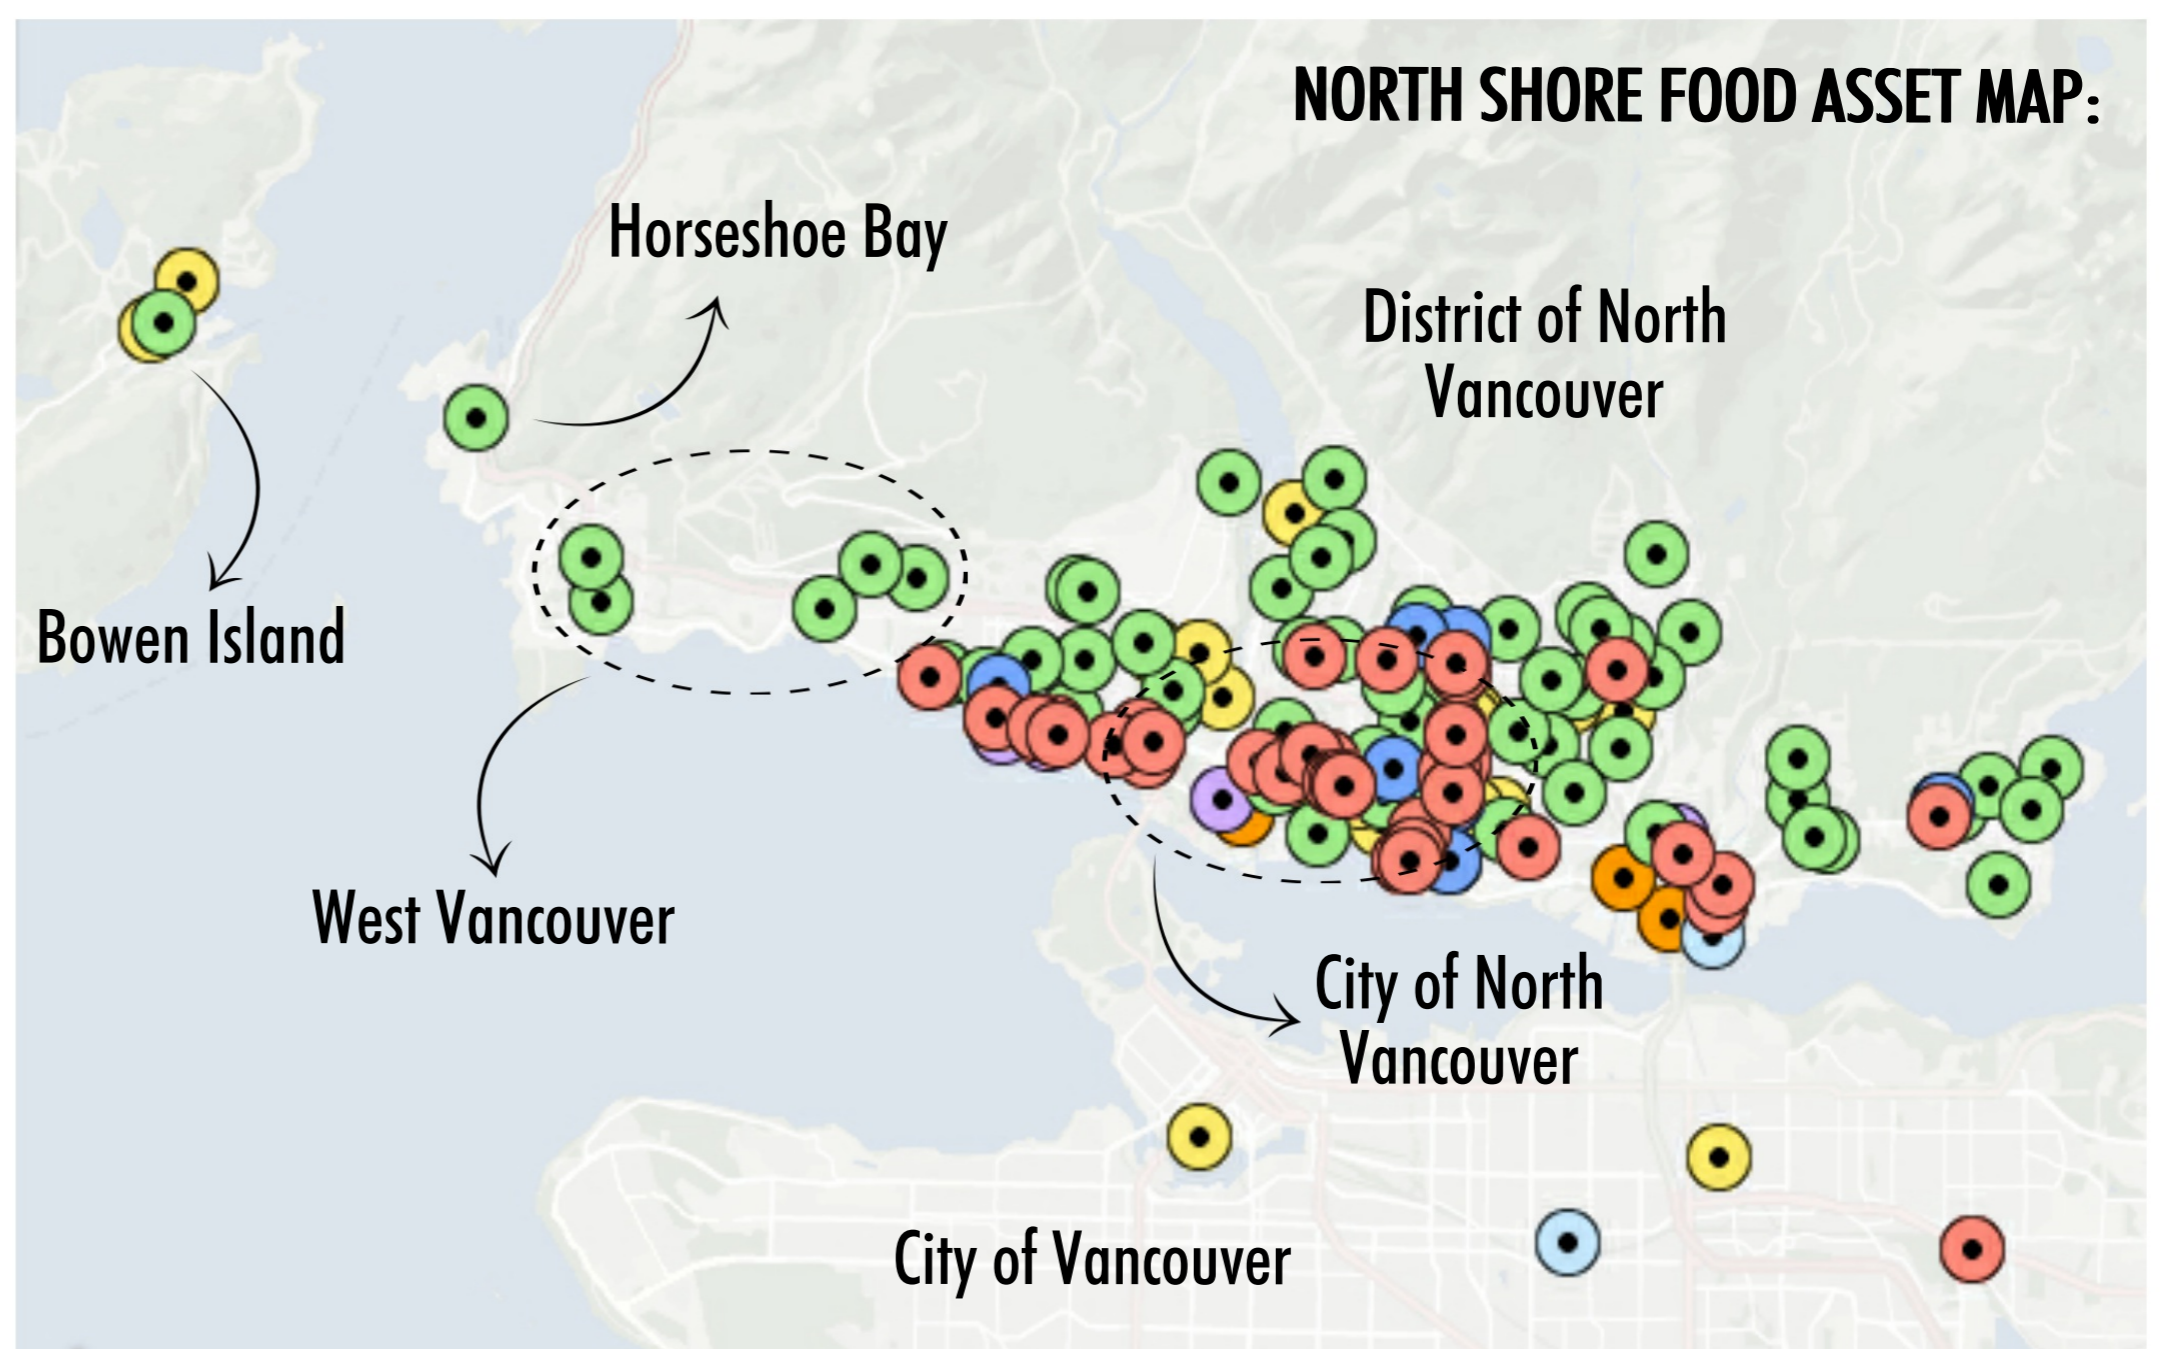 NORTH SHORE FOOD ASSET MAP:
Horseshoe Bay
District of North
Vancouver
Bowen Island
West Vancouver
City of North
Vancouver
City of Vancouver